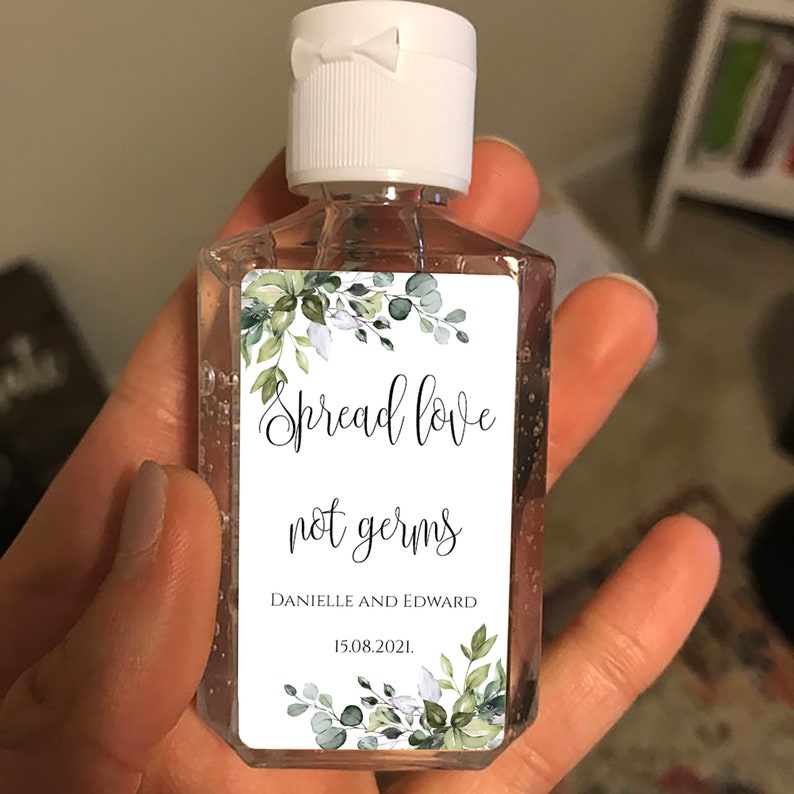 Spread love
not germs
Danielle and Edward
15.08.2021.